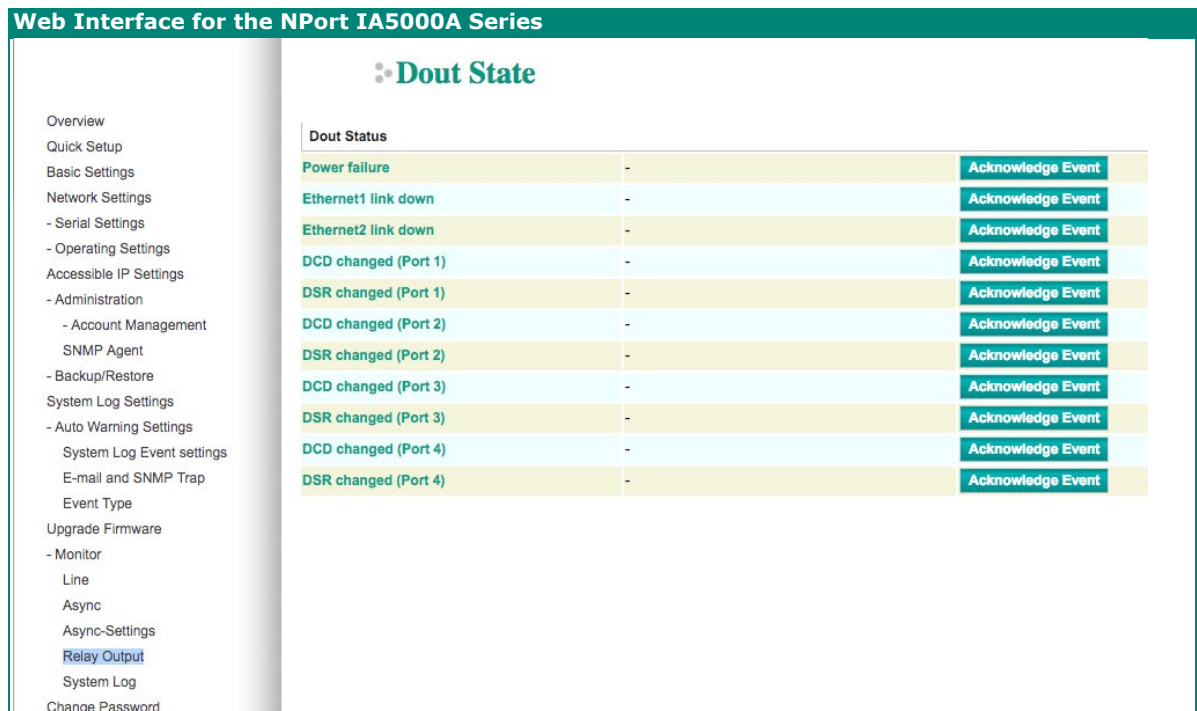 Web Interface for the NPort IA5000A Series
Overview
Quick Setup
Basic Settings
Network Settings
- Serial Settings
- Operating Settings
Accessible IP Settings
- Administration
- Account Management
SNMP Agent
- Backup/Restore
System Log Settings
- Auto Warning Settings
System Log Event settings
E-mail and SNMP Trap
Event Type
Upgrade Firmware
- Monitor
Line
Async
Async-Settings
Relay Output
System Log
Change Password
Dout State
Dout Status
Power failure - Acknowledge Event
Ethernet1 link down - Acknowledge Event
Ethernet2 link down - Acknowledge Event
DCD changed (Port 1) - Acknowledge Event
DSR changed (Port 1) - Acknowledge Event
DCD changed (Port 2) - Acknowledge Event
DSR changed (Port 2) - Acknowledge Event
DCD changed (Port 3) - Acknowledge Event
DSR changed (Port 3) - Acknowledge Event
DCD changed (Port 4) - Acknowledge Event
DSR changed (Port 4) - Acknowledge Event